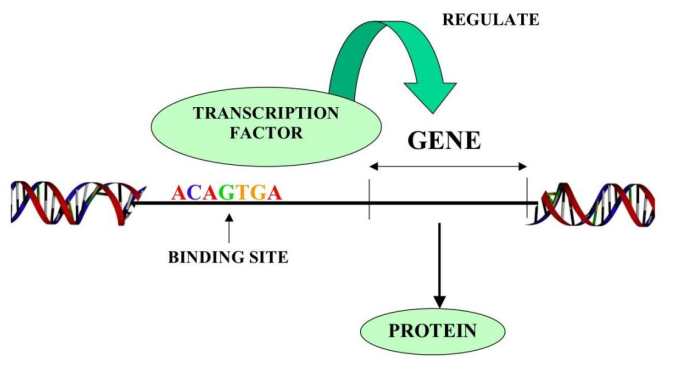 REGULATE
TRANSCRIPTION
FACTOR
GENE
ACAGTGA
BINDING SITE
PROTEIN